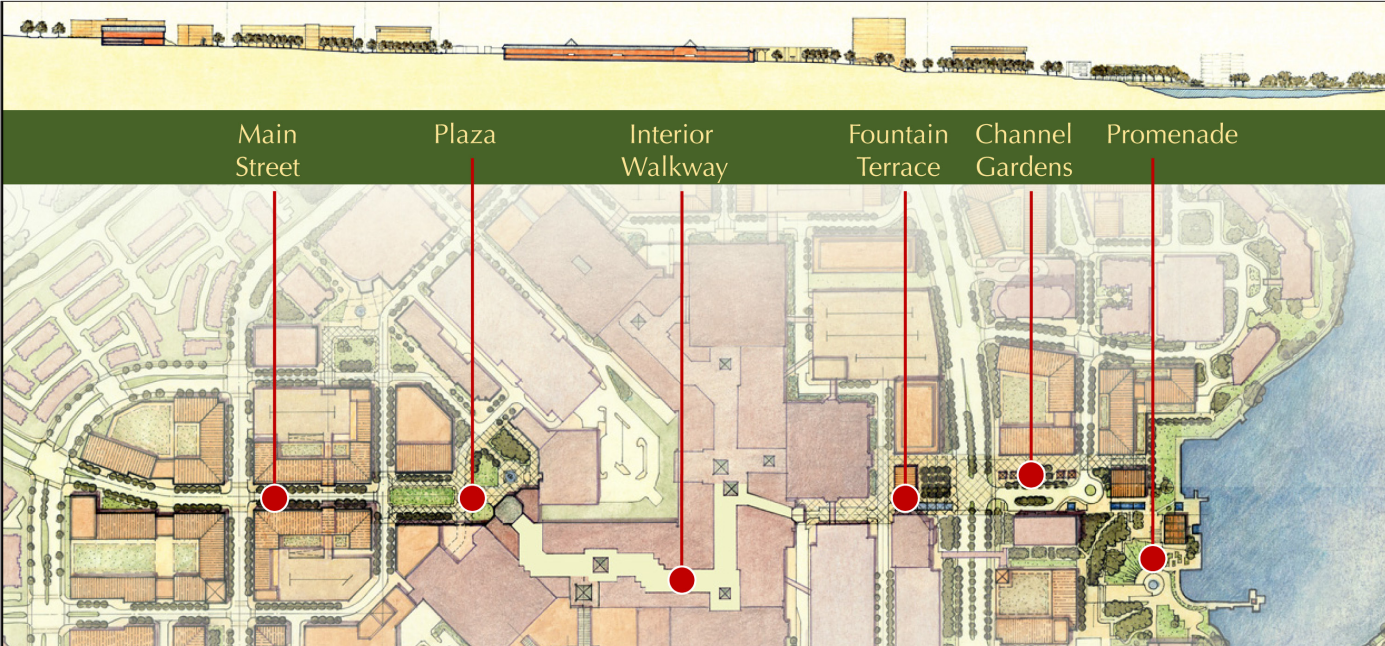 Main
Street
Plaza
Interior
Walkway
Fountain
Terrace
Channel
Gardens
Promenade